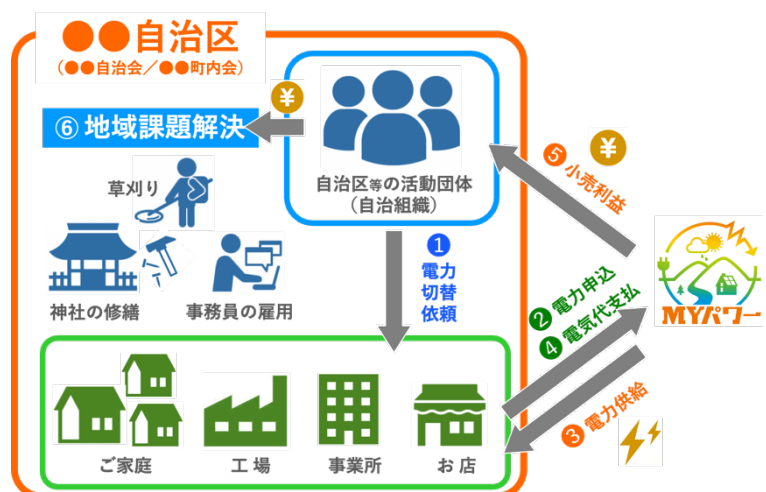 ●●自治区
（●●自治会／●●町内会）
¥
⑥ 地域課題解決
草刈り
神社の修繕
事務員の雇用
自治区等の活動団体
（自治組織）
❶
電力
切替
依頼
❺ 小売利益
¥
❷ 電力申込
❹ 電気代支払
MYパワー
❸ 電力供給
ご家庭
工 場
事業所
お 店